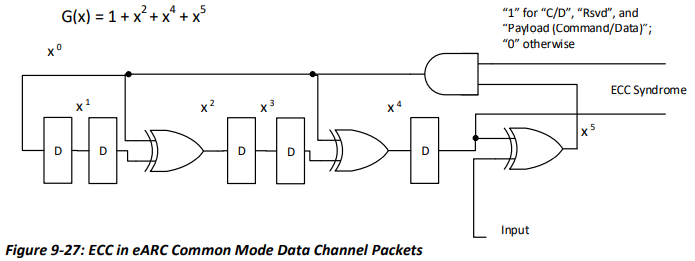 G(x) = 1 + x² + x⁴ + x⁵
"1" for "C/D", "Rsvd", and
"Payload (Command/Data)";
"0" otherwise
x⁰
ECC Syndrome
x¹
x²
x³
x⁴
x⁵
D
D
D
D
D
Input
Figure 9-27: ECC in eARC Common Mode Data Channel Packets